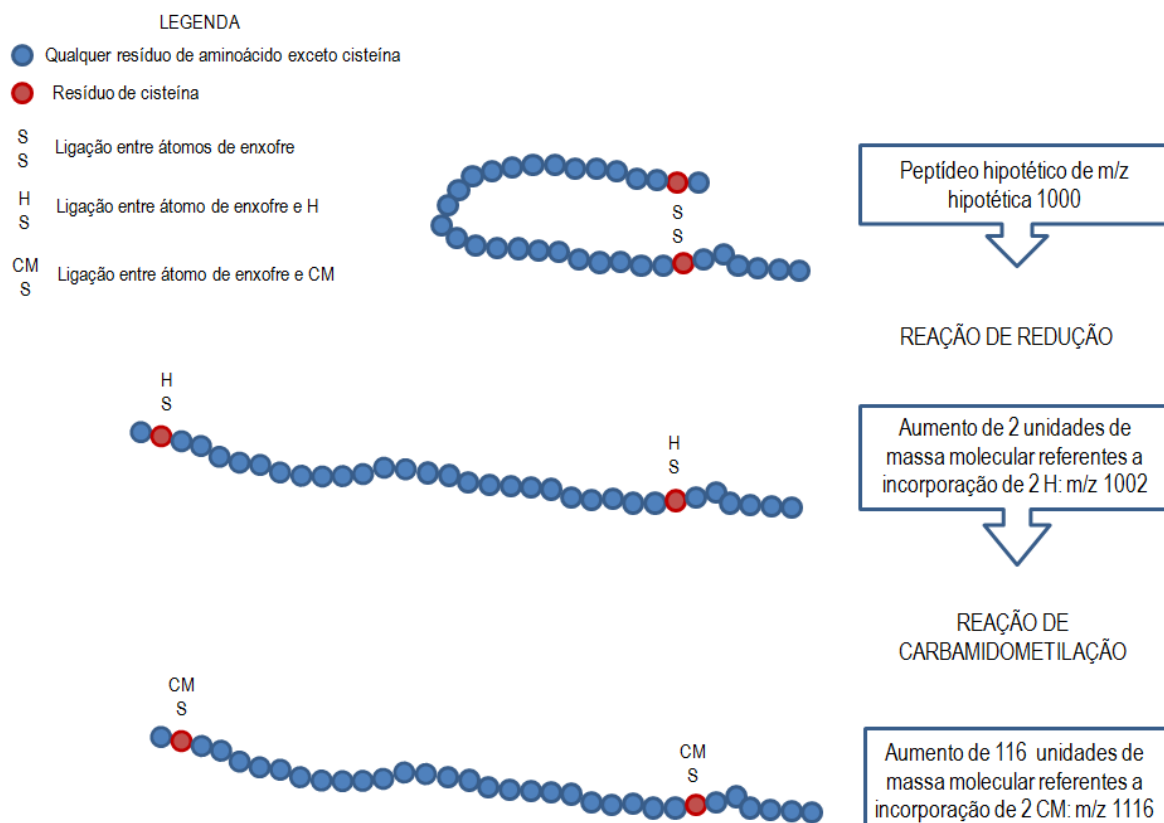 LEGENDA
Qualquer resíduo de aminoácido exceto cisteína
Resíduo de cisteína
S
S
Ligação entre átomos de enxofre
H
S
Ligação entre átomo de enxofre e H
CM
S
Ligação entre átomo de enxofre e CM
S
S
Peptídeo hipotético de m/z
hipotética 1000
REAÇÃO DE REDUÇÃO
H
S
H
S
Aumento de 2 unidades de
massa molecular referentes a
incorporação de 2 H: m/z 1002
REAÇÃO DE
CARBAMIDOMETILAÇÃO
CM
S
CM
S
Aumento de 116 unidades de
massa molecular referentes a
incorporação de 2 CM: m/z 1116